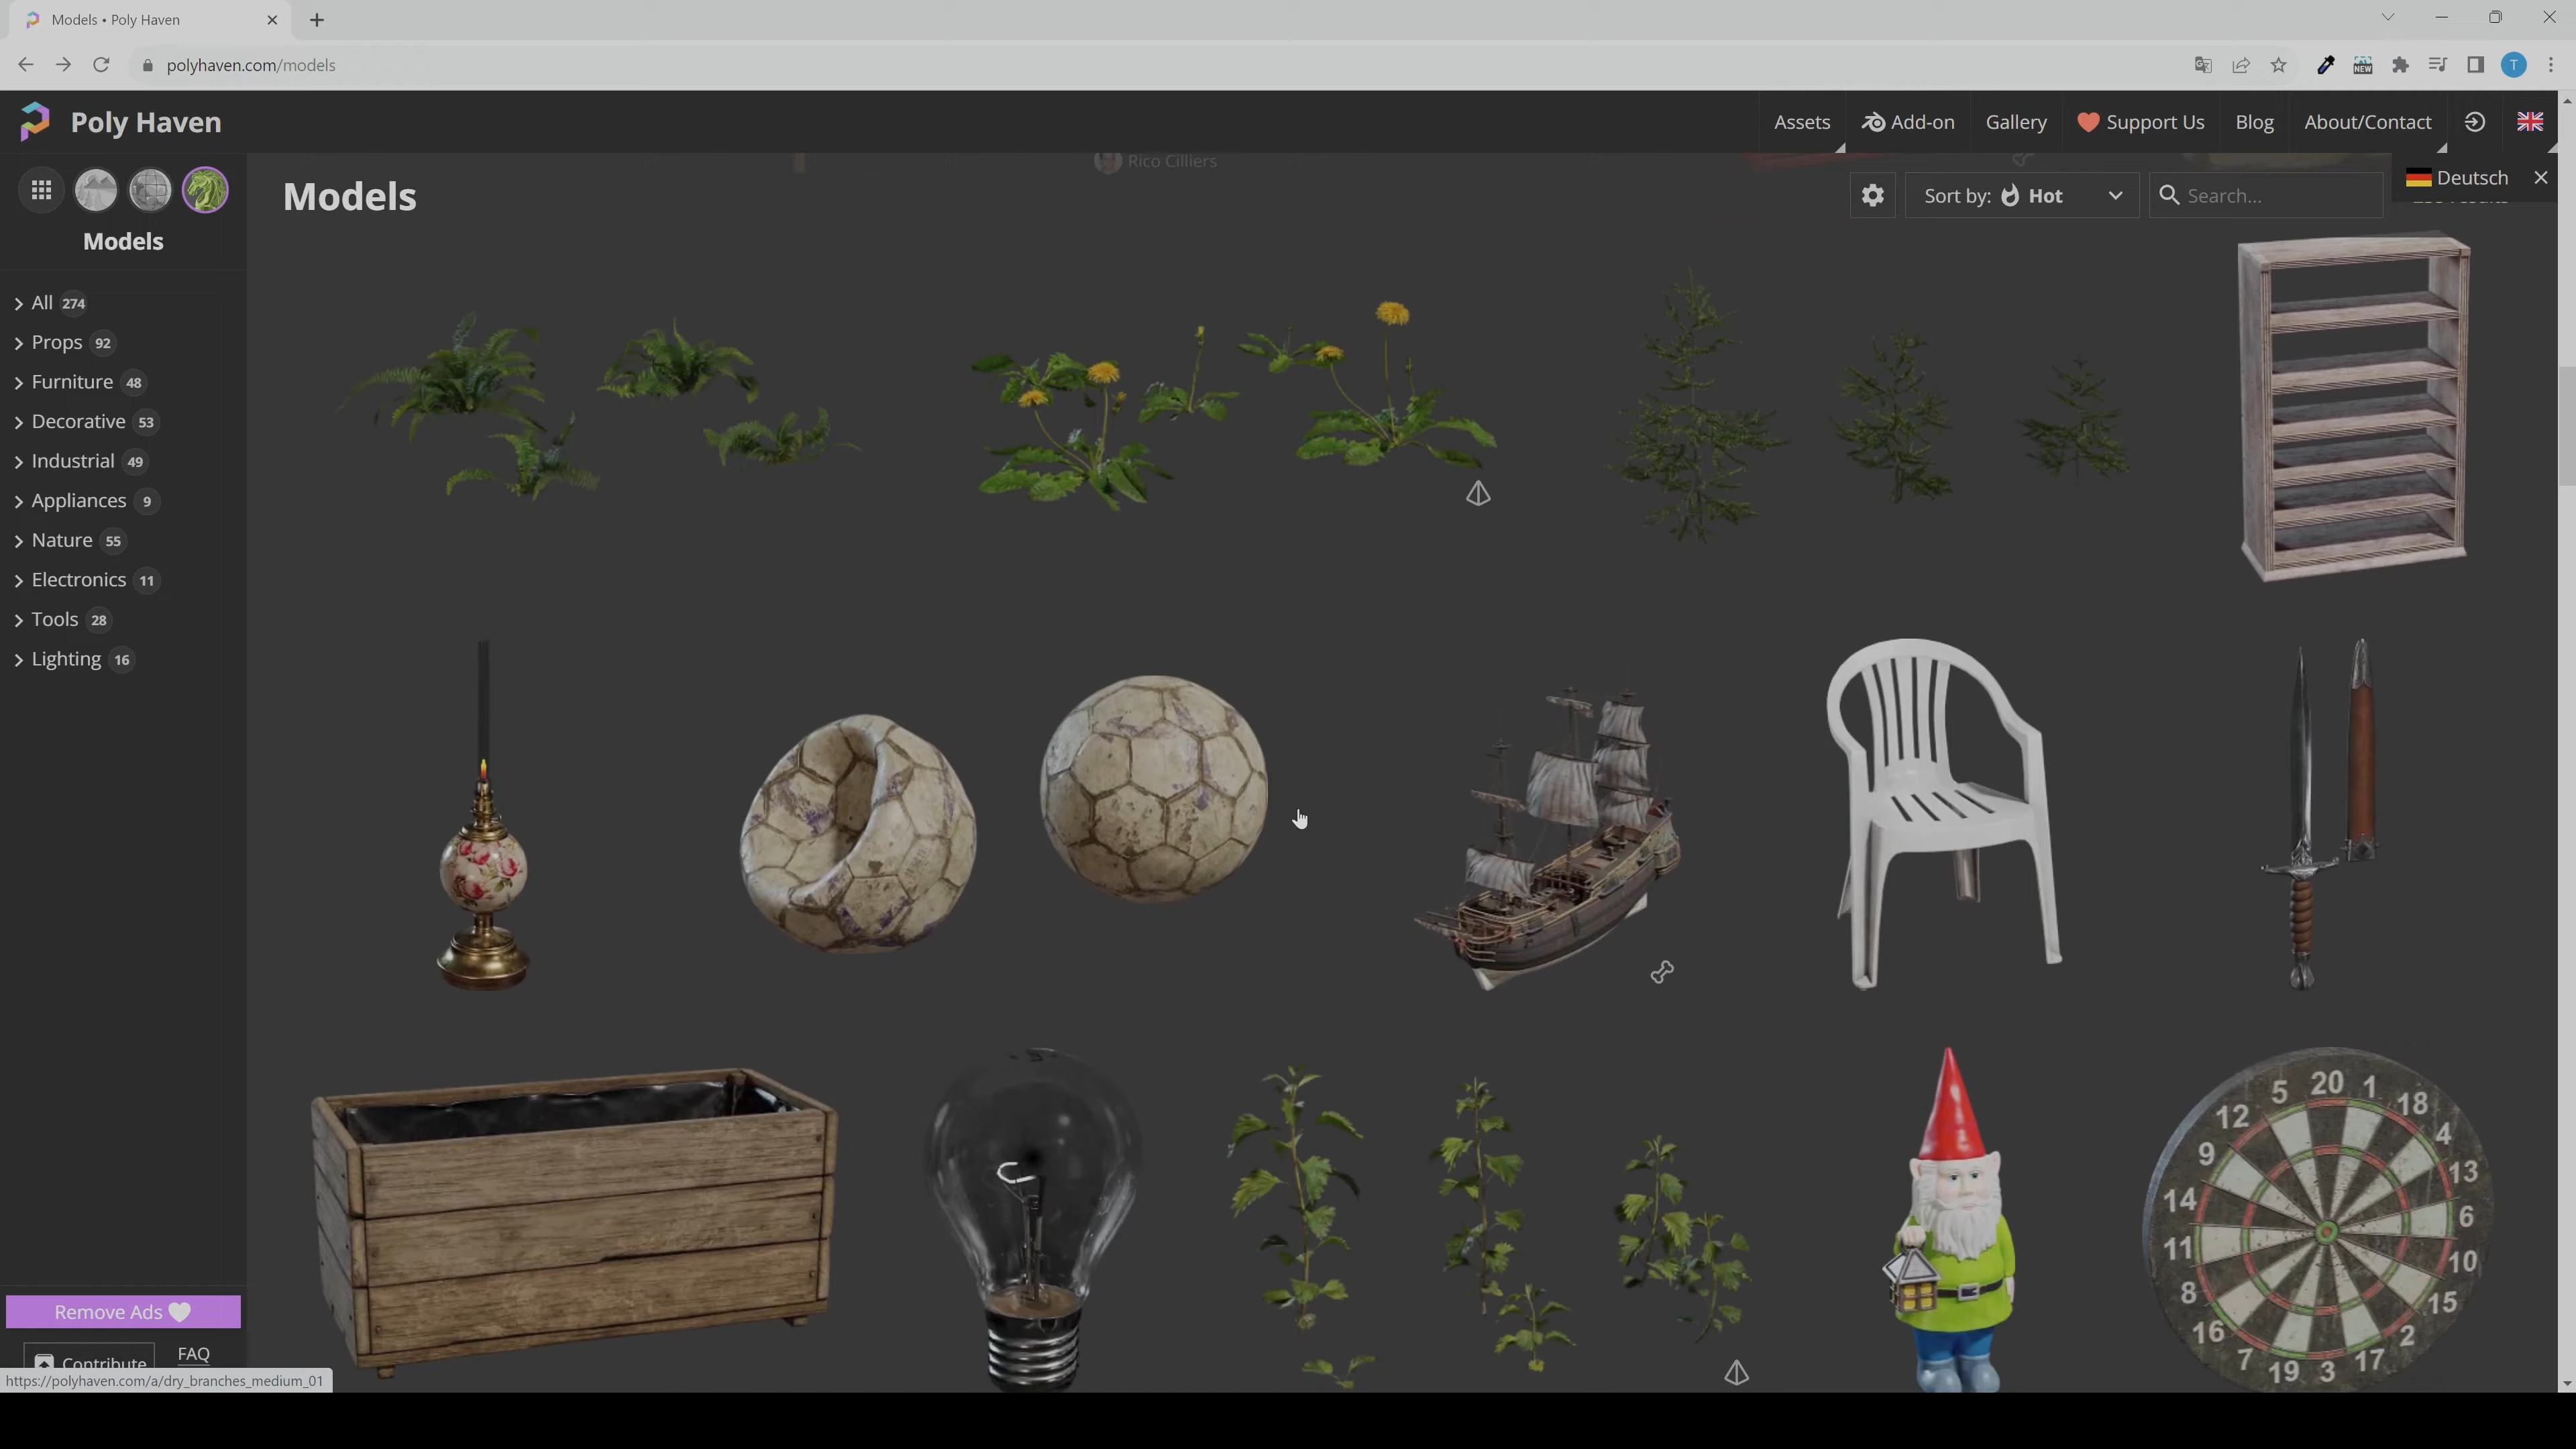 Models • Poly Haven
polyhaven.com/models
NEW
T
Poly Haven
Assets
Add-on
Gallery
Support Us
Blog
About/Contact
Rico Cilliers
Models
Sort by: Hot
Search...
Deutsch
Models
All 274
Props 92
Furniture 48
Decorative 53
Industrial 49
Appliances 9
Nature 55
Electronics 11
Tools 28
Lighting 16
5 20 1 18 4 13 6 10 15 2 17 3 19 7 16 8 11 14 9 12
Remove Ads
Contribute
FAQ
https://polyhaven.com/a/dry_branches_medium_01